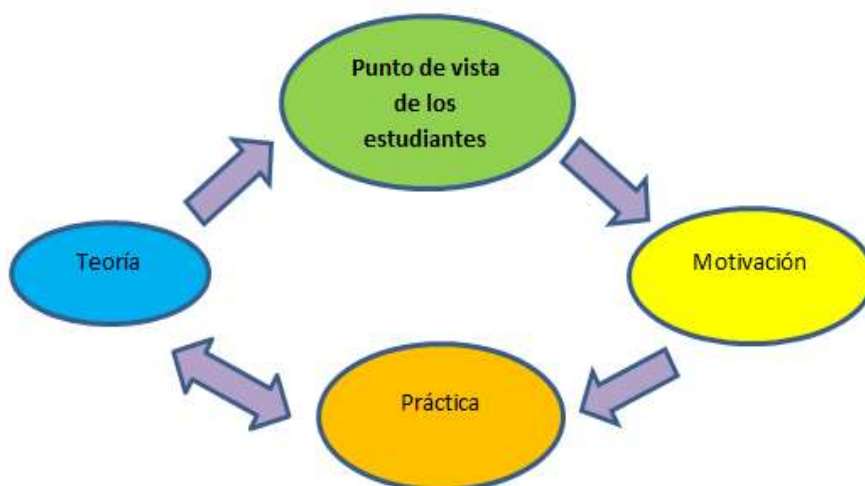 Punto de vista
de los
estudiantes
Teoría
Motivación
Práctica